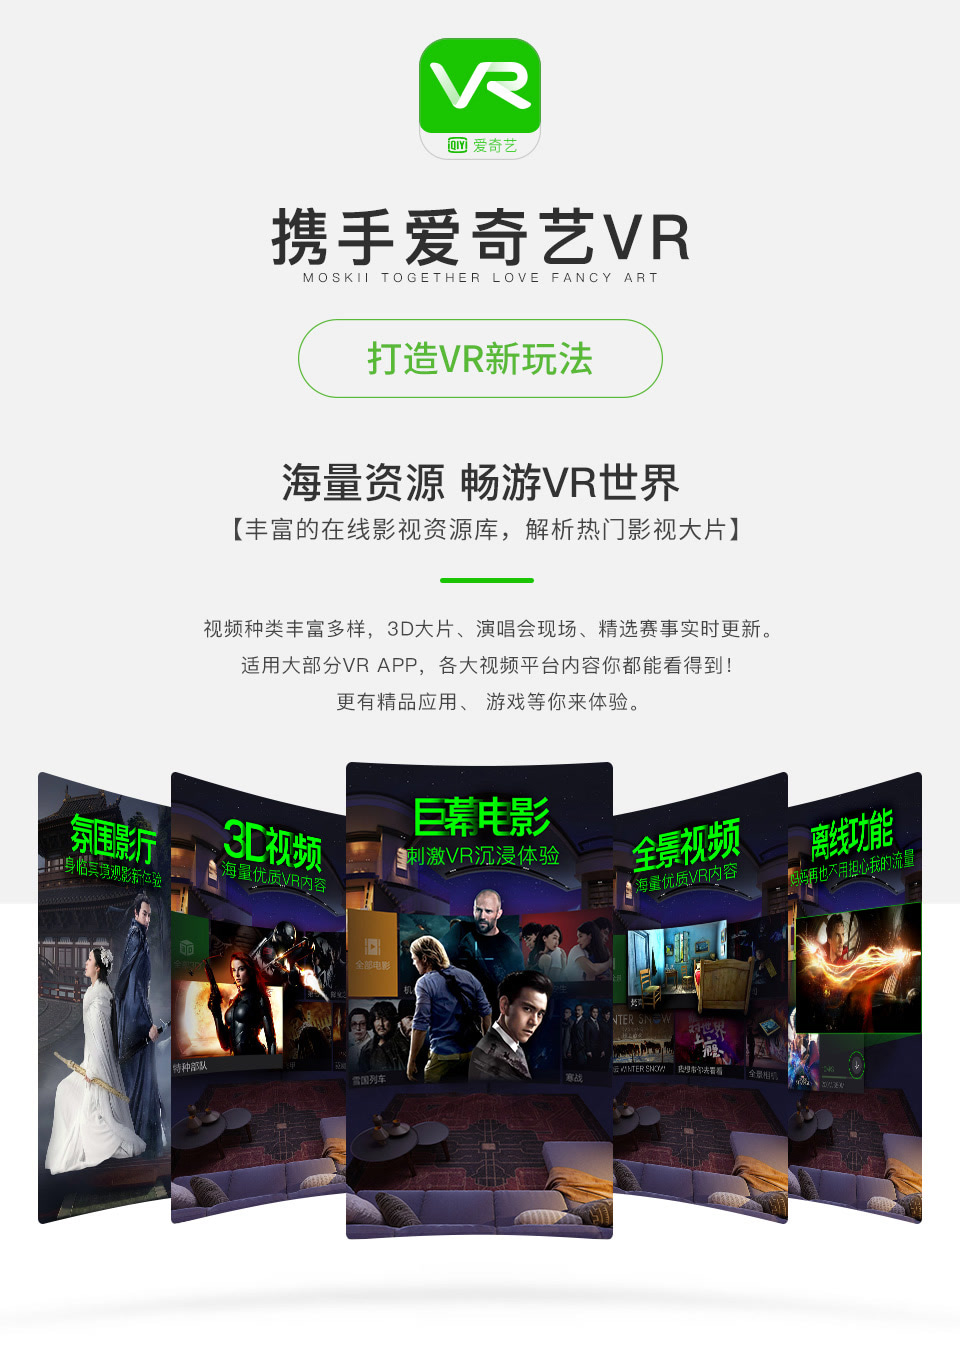 VR
iQIYI 爱奇艺
携手爱奇艺VR
MOSKII TOGETHER LOVE FANCY ART
打造VR新玩法
海量资源 畅游VR世界
【丰富的在线影视资源库，解析热门影视大片】
视频种类丰富多样，3D大片、演唱会现场、精选赛事实时更新。
适用大部分VR APP，各大视频平台内容你都能看得到！
更有精品应用、 游戏等你来体验。
氛围影厅
身临其境观影新体验
3D视频
海量优质VR内容
特种部队
巨幕电影
刺激VR沉浸体验
全部电影
雪国列车
寒战
全景视频
海量优质VR内容
WINTER SNOW
我想带你去看看
全景相机
离线功能
妈妈再也不用担心我的流量